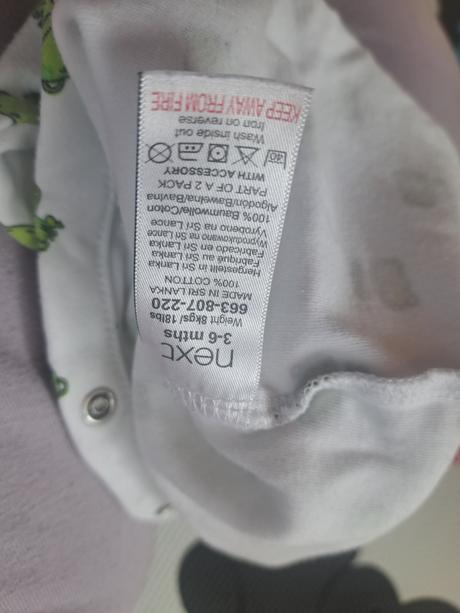 next
3-6 mths
Weight 8kgs/ 18lbs
663-807-220
MADE IN SRI LANKA
100% COTTON
Hergestellt in Sri Lanka
Fabriqué au Sri Lanka
Fabricado en Sri Lanka
Wyprodukowano na Sri Lance
Vyrobeno na Srí Lance
100% Baumwolle/Coton
Algodón/Bawełna/Bavlna
PART OF A 2 PACK
WITH ACCESSORY
40
Wash inside out
Iron on reverse
KEEP AWAY FROM FIRE